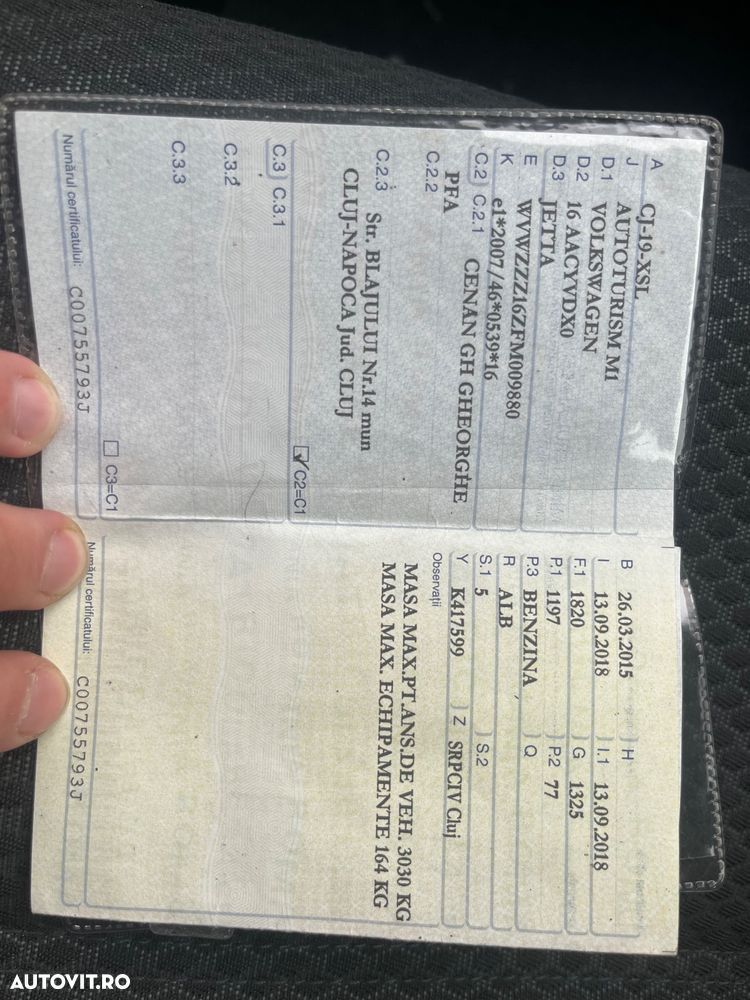 A CJ-19-XSL
J AUTOTURISM M1
D.1 VOLKSWAGEN
D.2 16 AACYVDX0
D.3 JETTA
E WVWZZZ16ZFM009880
K e1*2007/46*0539*16
C.2 C.2.1 CENAN GH GHEORGHE
PFA
C.2.2
C.2.3 Str. BLAJULUI Nr.14 mun
CLUJ-NAPOCA Jud. CLUJ
C2=C1
C.3 C.3.1
C.3.2
C.3.3
C3=C1
Numărul certificatului: C00755793J
B 26.03.2015 H
I 13.09.2018 I.1 13.09.2018
F.1 1820 G 1325
P.1 1197 P.2 77
P.3 BENZINA Q
R ALB
S.1 5 S.2
Y K417599 Z SRPCIV Cluj
Observații
MASA MAX.PT.ANS.DE VEH. 3030 KG
MASA MAX. ECHIPAMENTE 164 KG
Numărul certificatului: C00755793J
AUTOVIT.RO